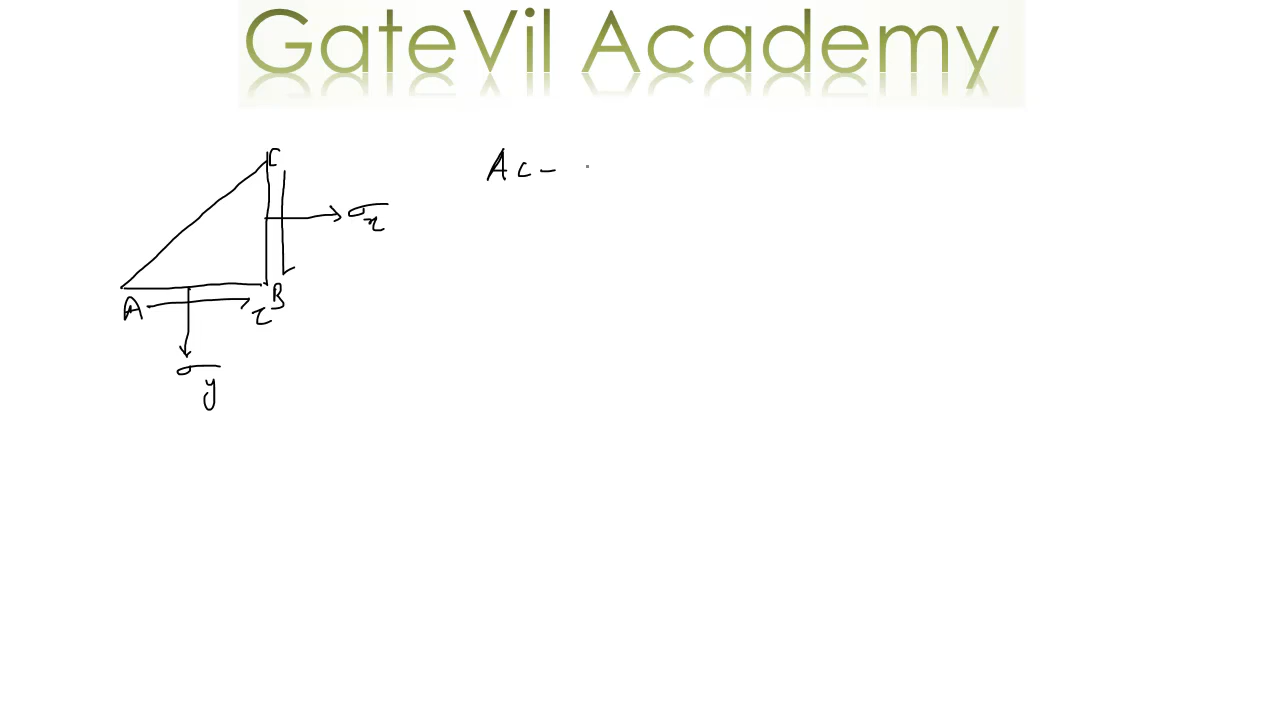 GateVil Academy
C
AC -
σx
A
B
τ
σy